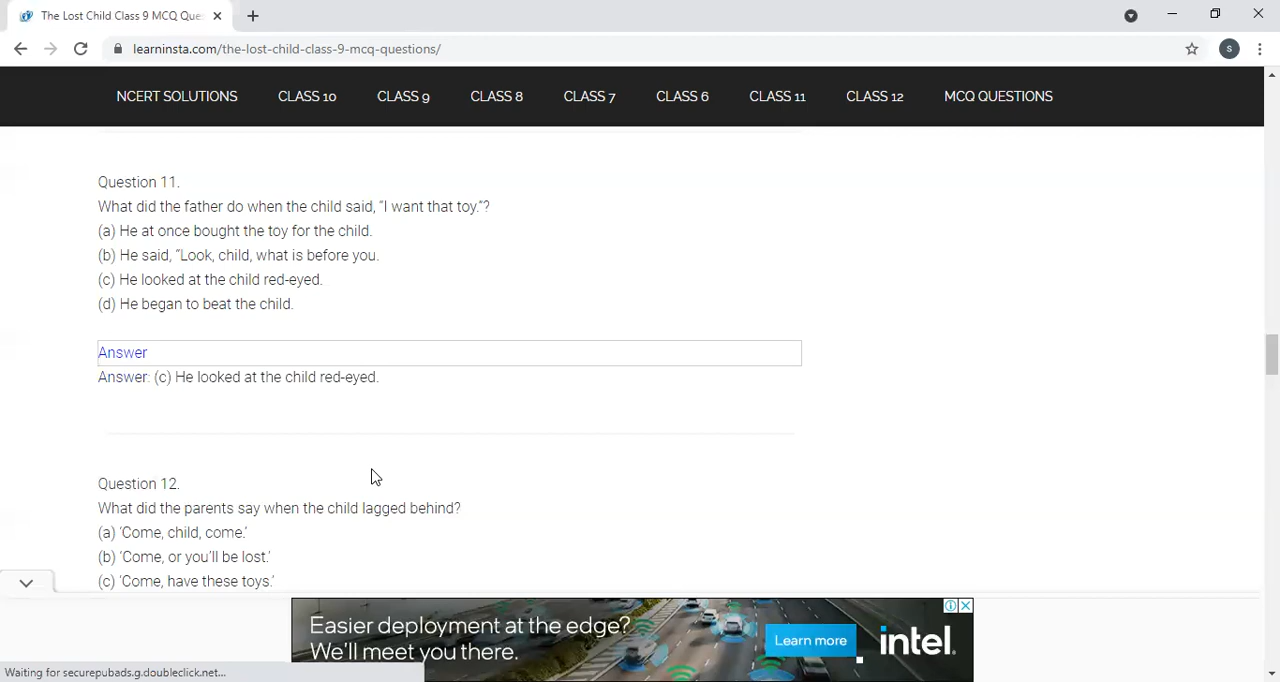 The Lost Child Class 9 MCQ Ques
learninsta.com/the-lost-child-class-9-mcq-questions/
S
NCERT SOLUTIONS CLASS 10 CLASS 9 CLASS 8 CLASS 7 CLASS 6 CLASS 11 CLASS 12 MCQ QUESTIONS
Question 11.
What did the father do when the child said, “I want that toy.”?
(a) He at once bought the toy for the child.
(b) He said, “Look, child, what is before you.
(c) He looked at the child red-eyed.
(d) He began to beat the child.
Answer
Answer: (c) He looked at the child red-eyed.
Question 12.
What did the parents say when the child lagged behind?
(a) ‘Come, child, come.’
(b) ‘Come, or you’ll be lost.’
(c) ‘Come, have these toys.’
Easier deployment at the edge?
We’ll meet you there.
Learn more
intel.
Waiting for securepubads.g.doubleclick.net...